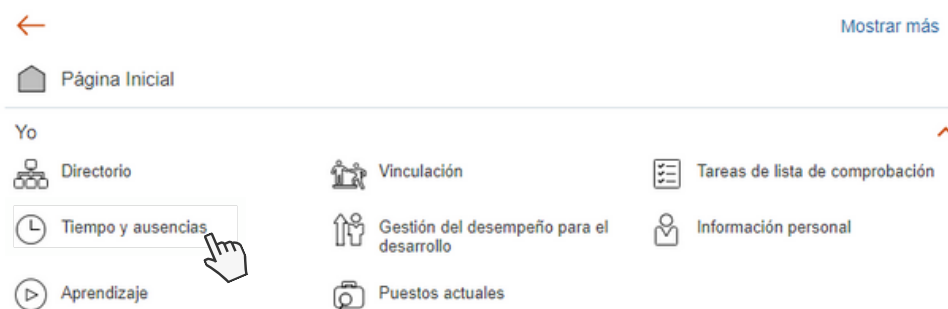 Mostrar más
Página Inicial
Yo
Directorio
Vinculación
Tareas de lista de comprobación
Tiempo y ausencias
Gestión del desempeño para el
desarrollo
Información personal
Aprendizaje
Puestos actuales